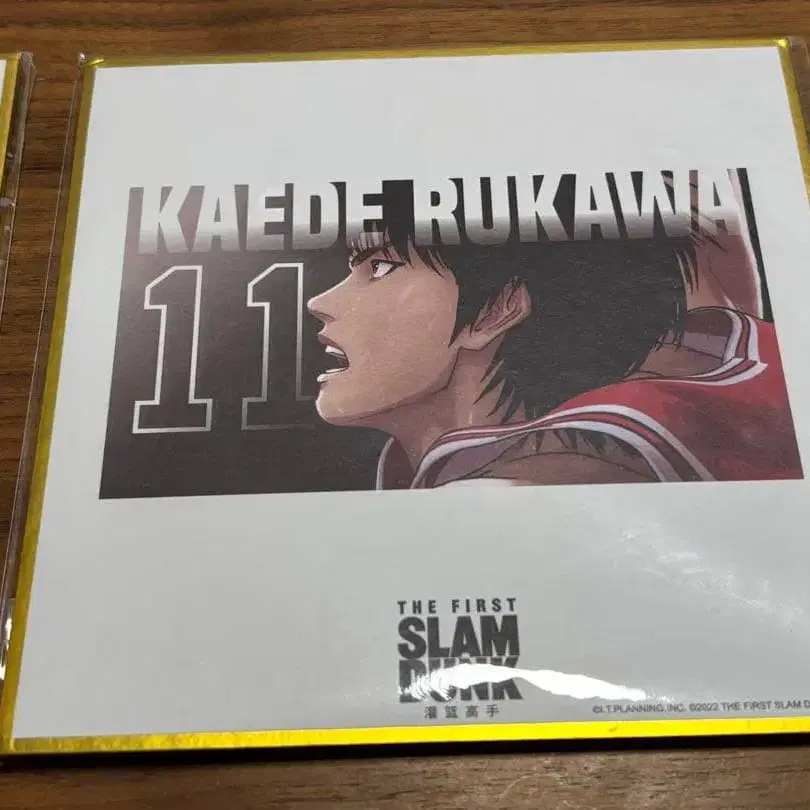 KAEDE RUKAWA
11
THE FIRST
SLAM
DUNK
灌篮高手
©I.T.PLANNING,INC. ©2022 THE FIRST SLAM D